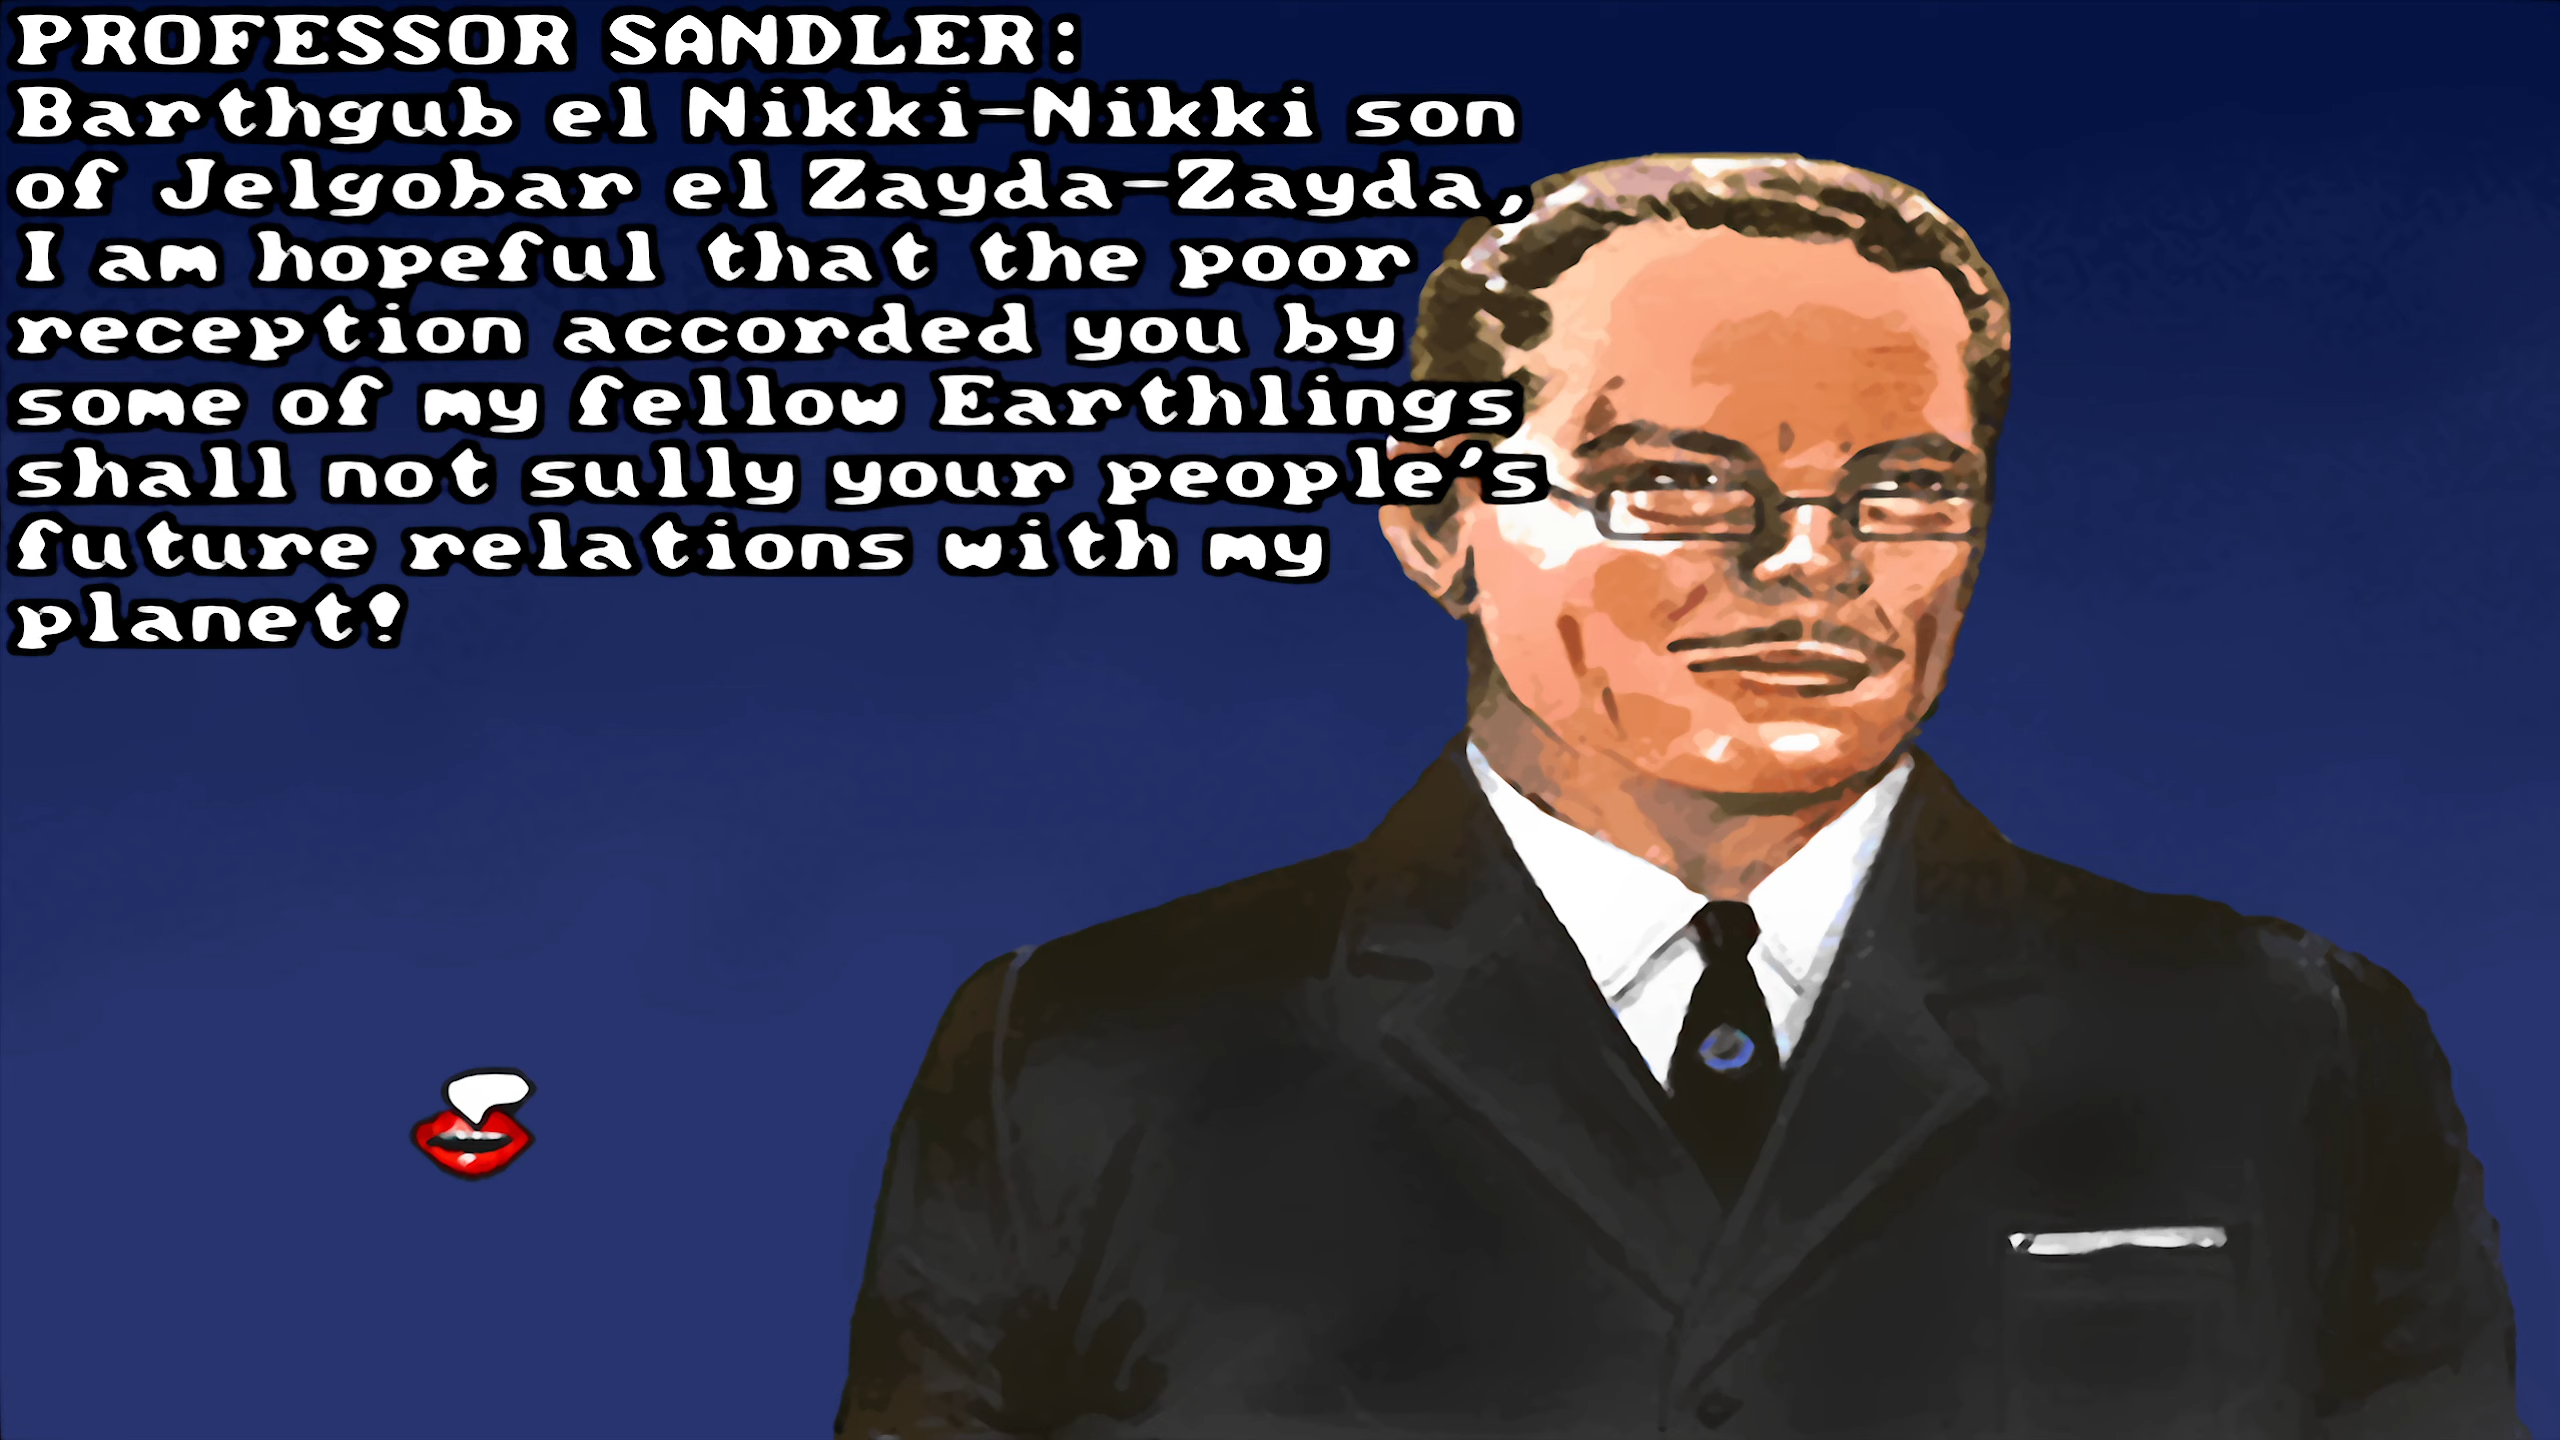 PROFESSOR SANDLER:
Barthgub el Nikki-Nikki son
of Jelgobar el Zayda-Zayda,
I am hopeful that the poor
reception accorded you by
some of my fellow Earthlings
shall not sully your people's
future relations with my
planet!